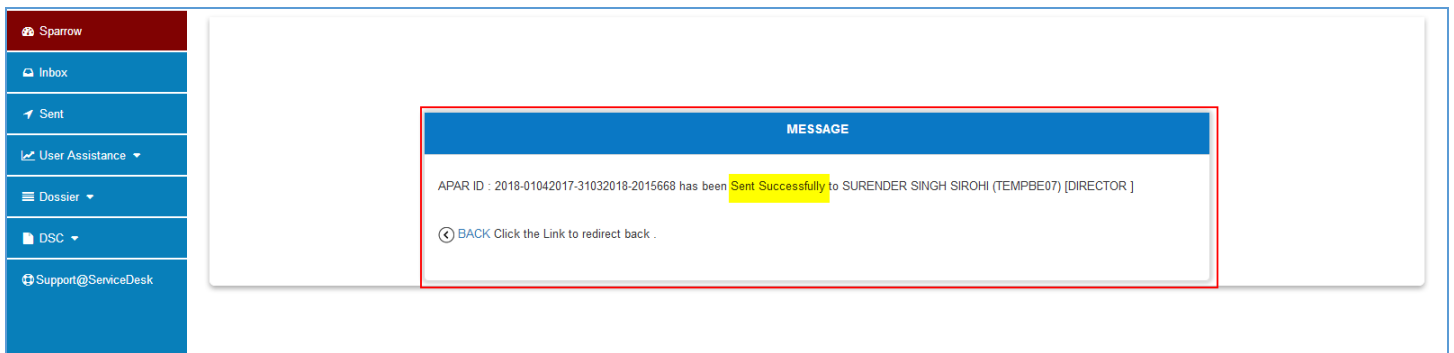 Sparrow
Inbox
Sent
User Assistance
Dossier
DSC
Support@ServiceDesk
MESSAGE
APAR ID : 2018-01042017-31032018-2015668 has been Sent Successfully to SURENDER SINGH SIROHI (TEMPBE07) [DIRECTOR ]
BACK Click the Link to redirect back .